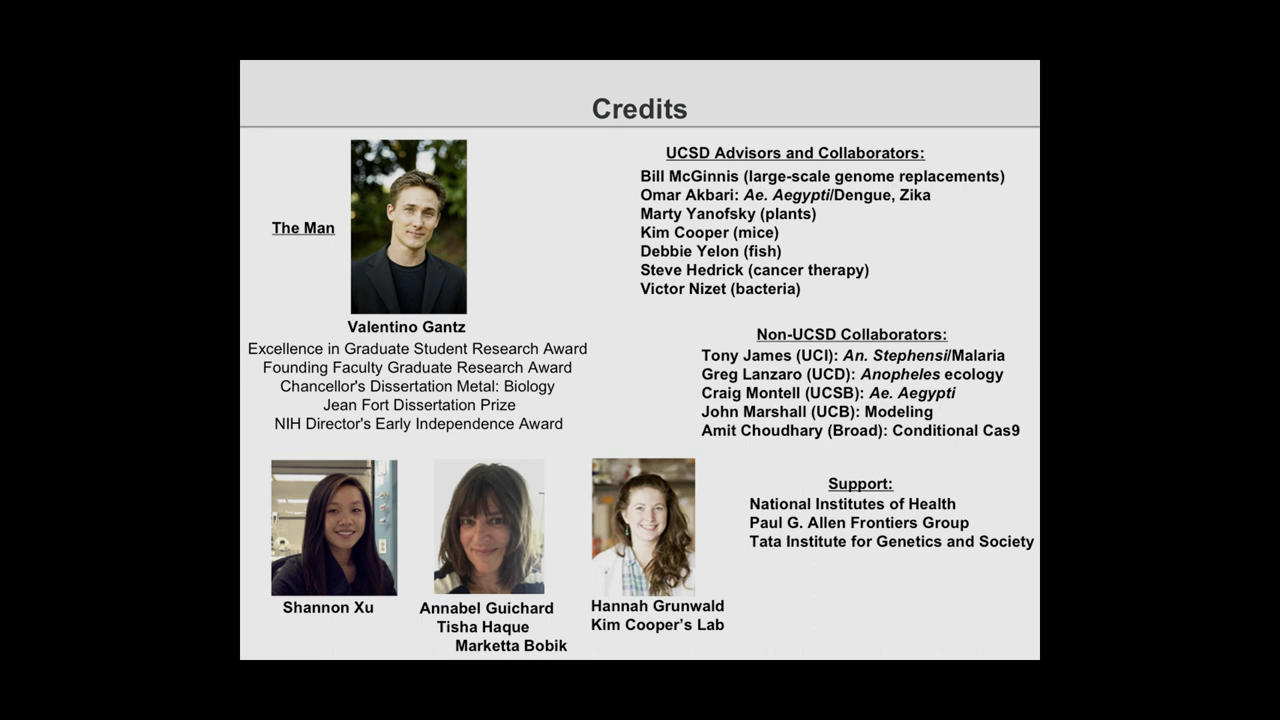 Credits
The Man
Valentino Gantz
Excellence in Graduate Student Research Award
Founding Faculty Graduate Research Award
Chancellor's Dissertation Metal: Biology
Jean Fort Dissertation Prize
NIH Director's Early Independence Award
Shannon Xu
Annabel Guichard
Tisha Haque
Marketta Bobik
Hannah Grunwald
Kim Cooper's Lab
UCSD Advisors and Collaborators:
Bill McGinnis (large-scale genome replacements)
Omar Akbari: Ae. Aegypti/Dengue, Zika
Marty Yanofsky (plants)
Kim Cooper (mice)
Debbie Yelon (fish)
Steve Hedrick (cancer therapy)
Victor Nizet (bacteria)
Non-UCSD Collaborators:
Tony James (UCI): An. Stephensi/Malaria
Greg Lanzaro (UCD): Anopheles ecology
Craig Montell (UCSB): Ae. Aegypti
John Marshall (UCB): Modeling
Amit Choudhary (Broad): Conditional Cas9
Support:
National Institutes of Health
Paul G. Allen Frontiers Group
Tata Institute for Genetics and Society